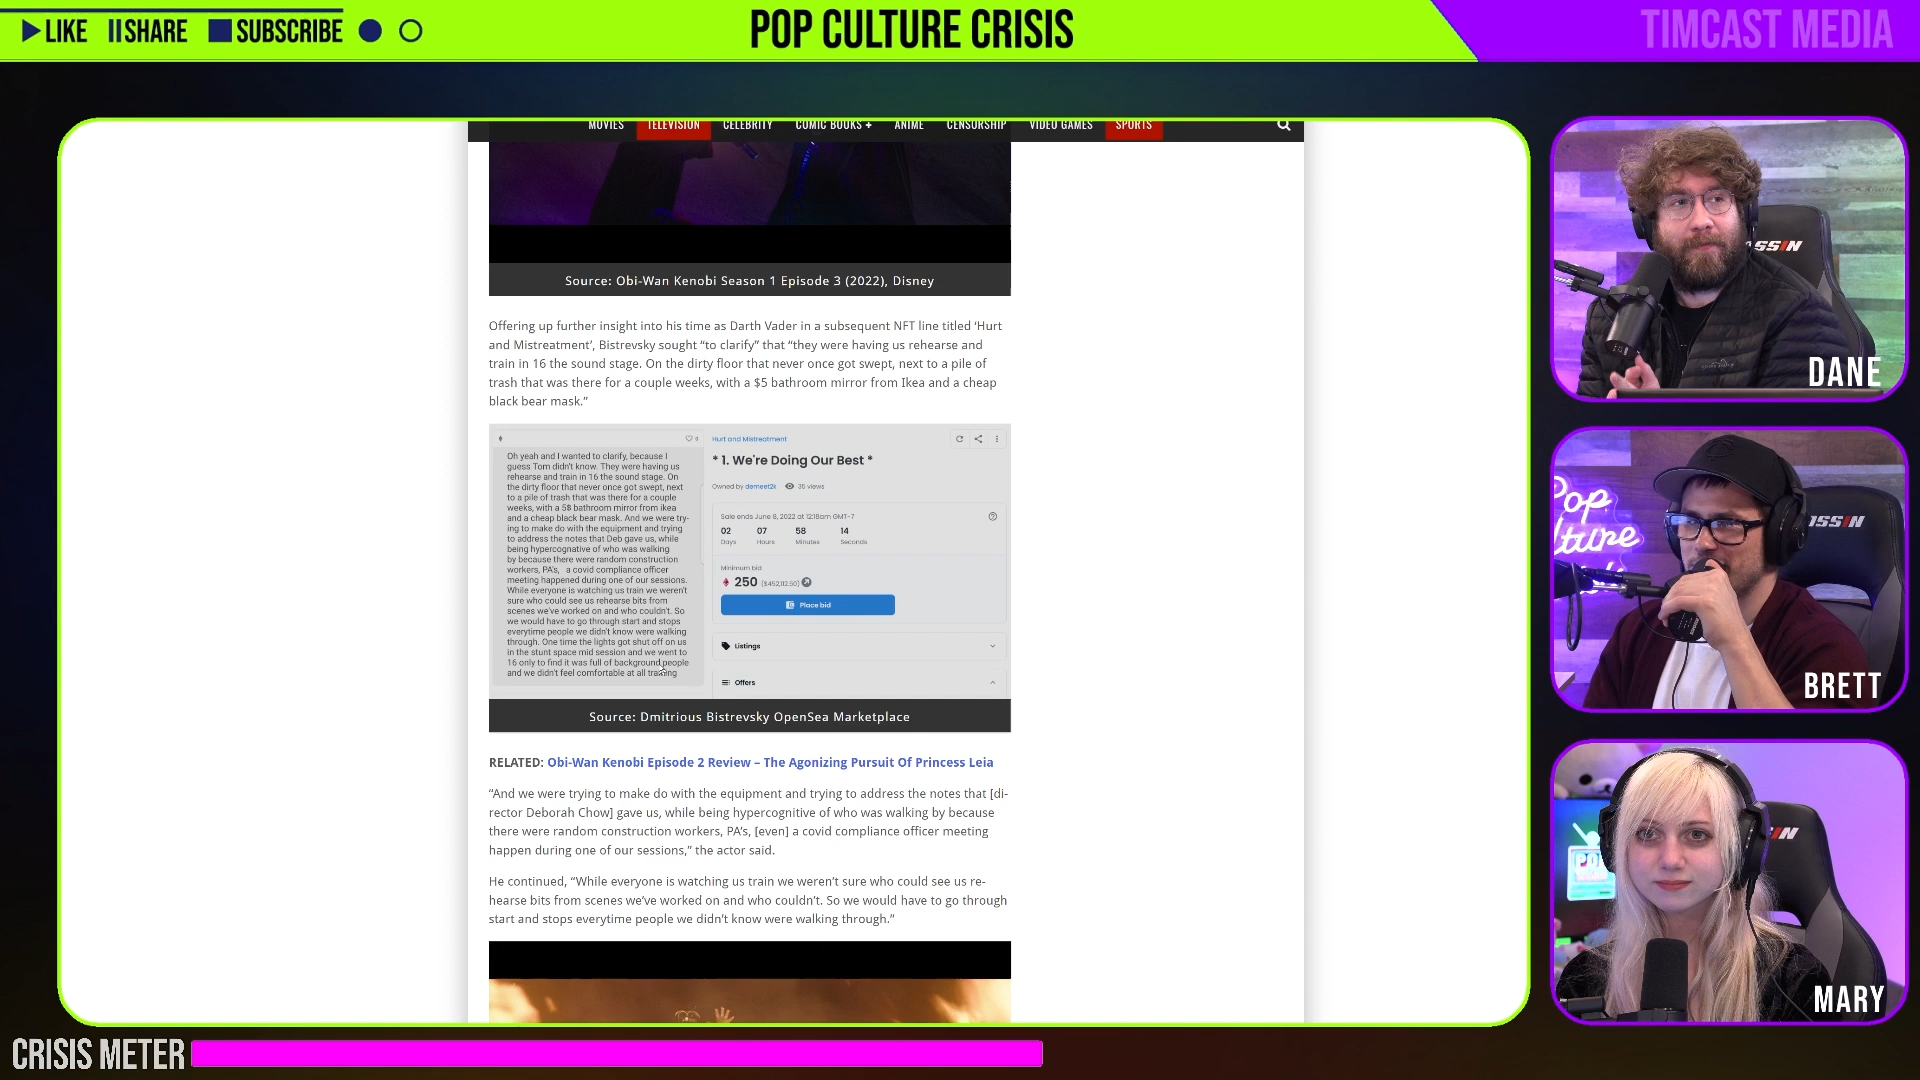 LIKE SHARE SUBSCRIBE
POP CULTURE CRISIS
TIMCAST MEDIA
MOVIES TELEVISION CELEBRITY COMIC BOOKS + ANIME CENSORSHIP VIDEO GAMES SPORTS
Source: Obi-Wan Kenobi Season 1 Episode 3 (2022), Disney
Offering up further insight into his time as Darth Vader in a subsequent NFT line titled ‘Hurt
and Mistreatment’, Bistrevsky sought “to clarify” that “they were having us rehearse and
train in 16 the sound stage. On the dirty floor that never once got swept, next to a pile of
trash that was there for a couple weeks, with a $5 bathroom mirror from Ikea and a cheap
black bear mask.”
Oh yeah and I wanted to clarify, because I
guess Tom didn't know. They were having us
rehearse and train in 16 the sound stage. On
the dirty floor that never once got swept, next
to a pile of trash that was there for a couple
weeks, with a 5$ bathroom mirror from ikea
and a cheap black bear mask. And we were try-
ing to make do with the equipment and trying
to address the notes that Deb gave us, while
being hypercognative of who was walking
by because there were random construction
workers, PA's, a covid compliance officer
meeting happened during one of our sessions.
While everyone is watching us train we weren't
sure who could see us rehearse bits from
scenes we've worked on and who couldn't. So
we would have to go through start and stops
everytime people we didn't know were walking
through. One time the lights got shut off on us
in the stunt space mid session and we went to
16 only to find it was full of background people
and we didn't feel comfortable at all training
0
Hurt and Mistreatment
* 1. We're Doing Our Best *
Owned by demeet2k 35 views
Sale ends June 8, 2022 at 12:18am GMT-7
02 07 58 14
Days Hours Minutes Seconds
Minimum bid
250 ($452,112.50)
Place bid
Listings
Offers
Source: Dmitrious Bistrevsky OpenSea Marketplace
RELATED: Obi-Wan Kenobi Episode 2 Review – The Agonizing Pursuit Of Princess Leia
“And we were trying to make do with the equipment and trying to address the notes that [di-
rector Deborah Chow] gave us, while being hypercognitive of who was walking by because
there were random construction workers, PA’s, [even] a covid compliance officer meeting
happen during one of our sessions,” the actor said.
He continued, “While everyone is watching us train we weren’t sure who could see us re-
hearse bits from scenes we’ve worked on and who couldn’t. So we would have to go through
start and stops everytime people we didn’t know were walking through.”
SSIN
DANE
Pop
lture
SSIN
BRETT
IN
MARY
CRISIS METER